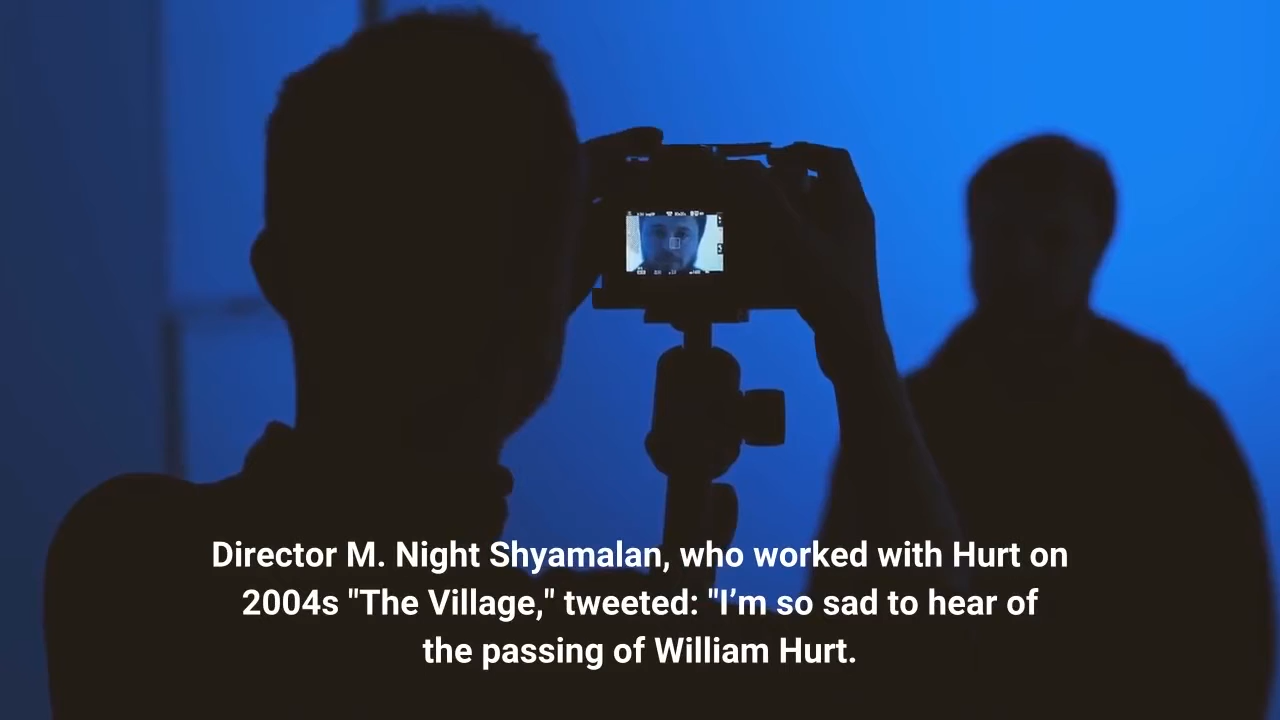 Director M. Night Shyamalan, who worked with Hurt on
2004s "The Village," tweeted: "I’m so sad to hear of
the passing of William Hurt.